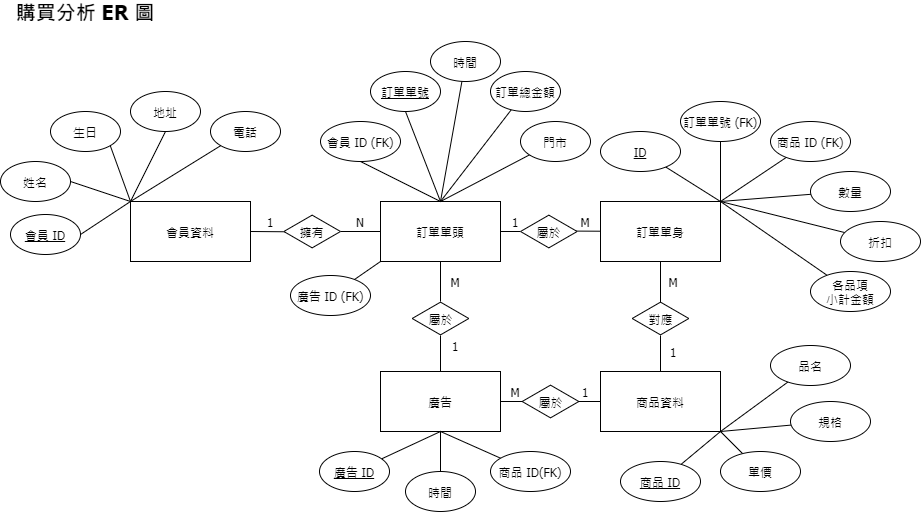 購買分析 ER 圖
時間
訂單單號
訂單總金額
地址
生日
電話
會員 ID (FK)
門市
訂單單號 (FK)
ID
商品 ID (FK)
姓名
數量
會員 ID
會員資料
1
擁有
N
訂單單頭
1
屬於
M
訂單單身
折扣
廣告 ID (FK)
M
M
各品項
小計金額
屬於
對應
1
1
品名
廣告
M
屬於
1
商品資料
規格
廣告 ID
時間
商品 ID(FK)
商品 ID
單價